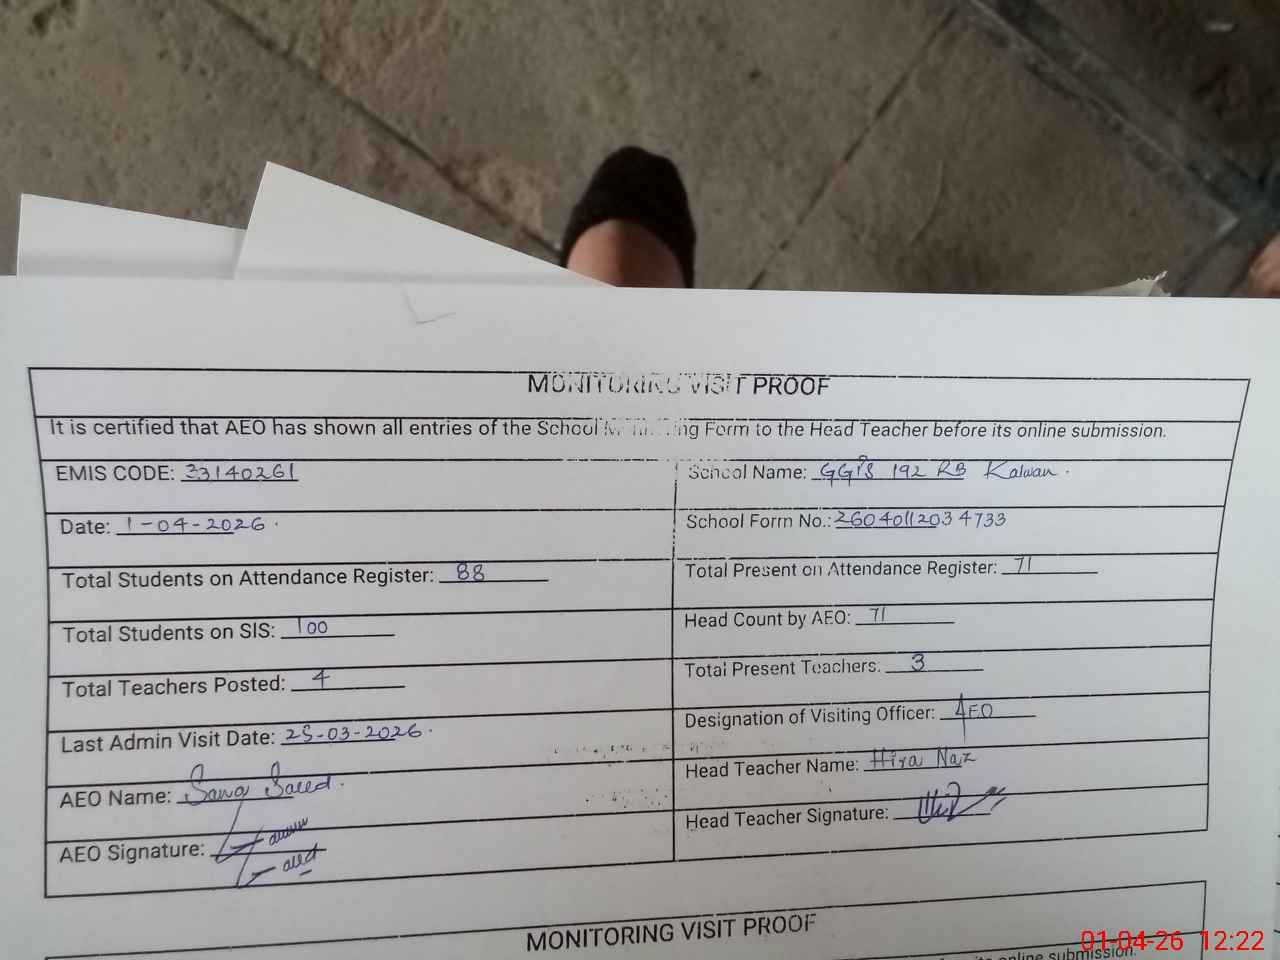 MONITORING VISIT PROOF
It is certified that AEO has shown all entries of the School ng Form to the Head Teacher before its online submission.
EMIS CODE: 33140261
School Name: GGPS 192 RB Kalwan.
Date: 1-04-2026.
School Form No.: 26040112034733
Total Students on Attendance Register: 88
Total Present on Attendance Register: 71
Total Students on SIS: 100
Head Count by AEO: 71
Total Teachers Posted: 4
Total Present Teachers: 3
Last Admin Visit Date: 25-03-2026.
Designation of Visiting Officer: AEO
AEO Name: Saeed.
Head Teacher Name: Hira Naz
AEO Signature:
Head Teacher Signature:
MONITORING VISIT PROOF
its online submission.
01-04-26 12:22